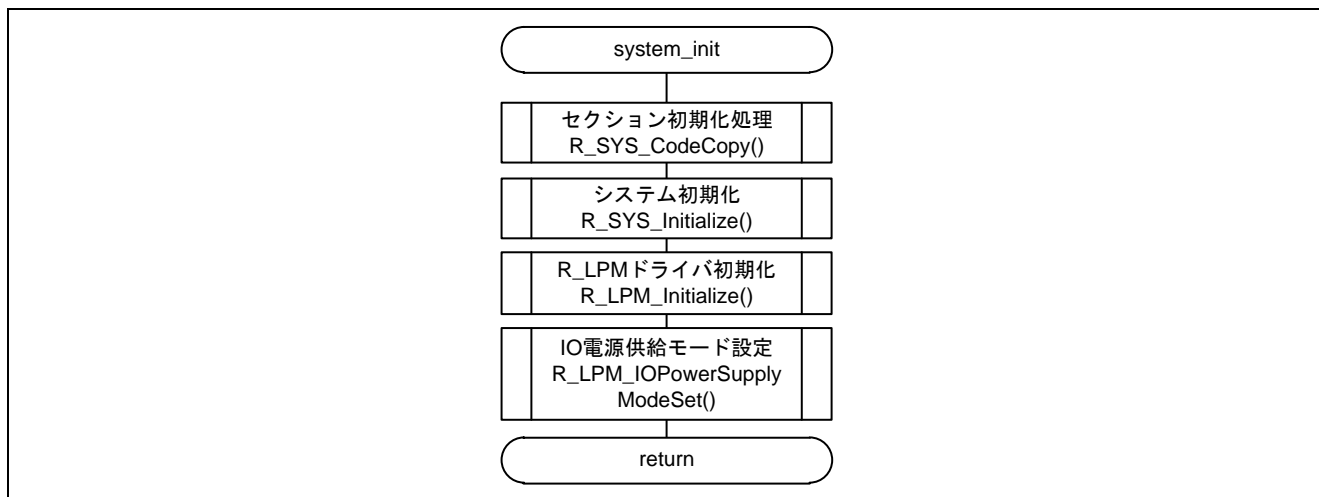 system_init
セクション初期化処理
R_SYS_CodeCopy()
システム初期化
R_SYS_Initialize()
R_LPMドライバ初期化
R_LPM_Initialize()
IO電源供給モード設定
R_LPM_IOPowerSupply
ModeSet()
return